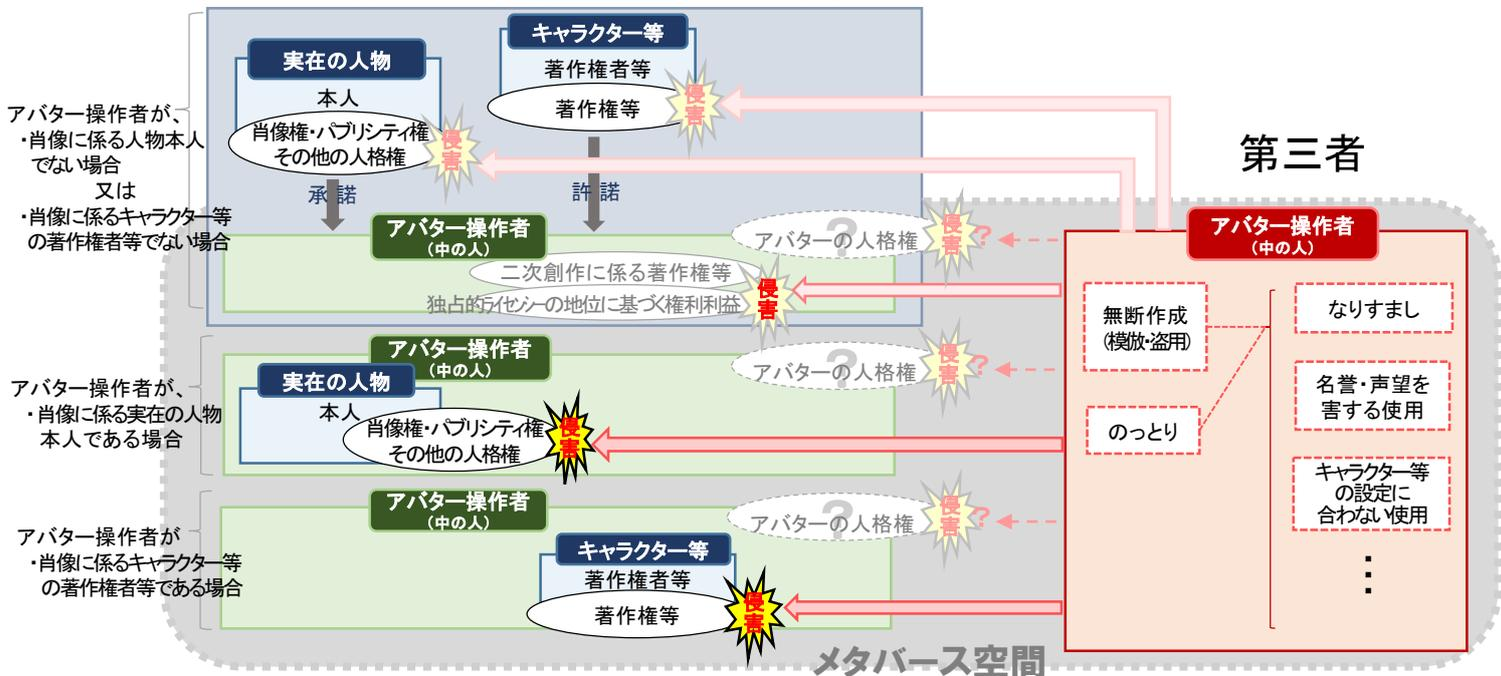 アバター操作者が、
・肖像に係る人物本人
でない場合
又は
・肖像に係るキャラクター等
の著作権者等でない場合
実在の人物
本人
肖像権・パブリシティ権
その他の人格権
侵害
承諾
キャラクター等
著作権者等
著作権等
侵害
許諾
アバター操作者
(中の人)
?
アバターの人格権
侵害
?
二次創作に係る著作権等
独占的ライセシーの地位に基づく権利利益
侵害
アバター操作者が、
・肖像に係る実在の人物
本人である場合
アバター操作者
(中の人)
実在の人物
本人
肖像権・パブリシティ権
その他の人格権
侵害
?
アバターの人格権
侵害
?
アバター操作者が
・肖像に係るキャラクター等
の著作権者等である場合
アバター操作者
(中の人)
キャラクター等
著作権者等
著作権等
侵害
?
アバターの人格権
侵害
?
第三者
アバター操作者
(中の人)
無断作成
(模倣・盗用)
のっとり
なりすまし
名誉・声望を
害する使用
キャラクター等
の設定に
合わない使用
メタバース空間